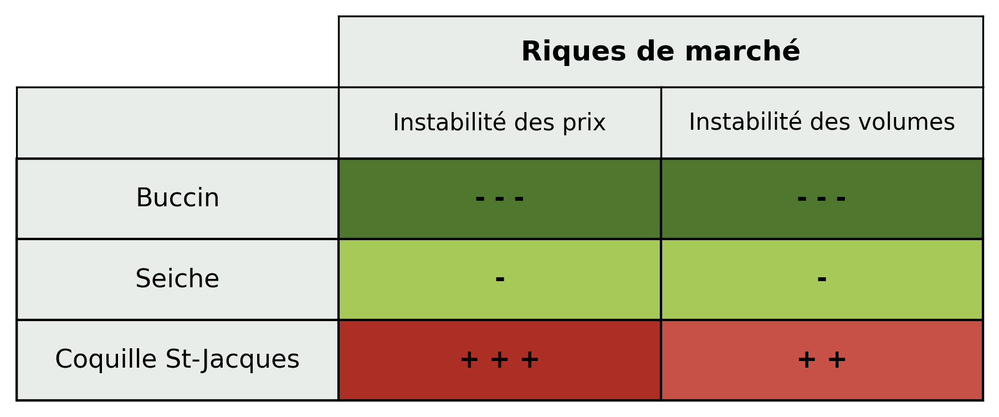 Riques de marché
Instabilité des prix
Instabilité des volumes
Buccin
- - -
- - -
Seiche
-
-
Coquille St-Jacques
+ + +
+ +